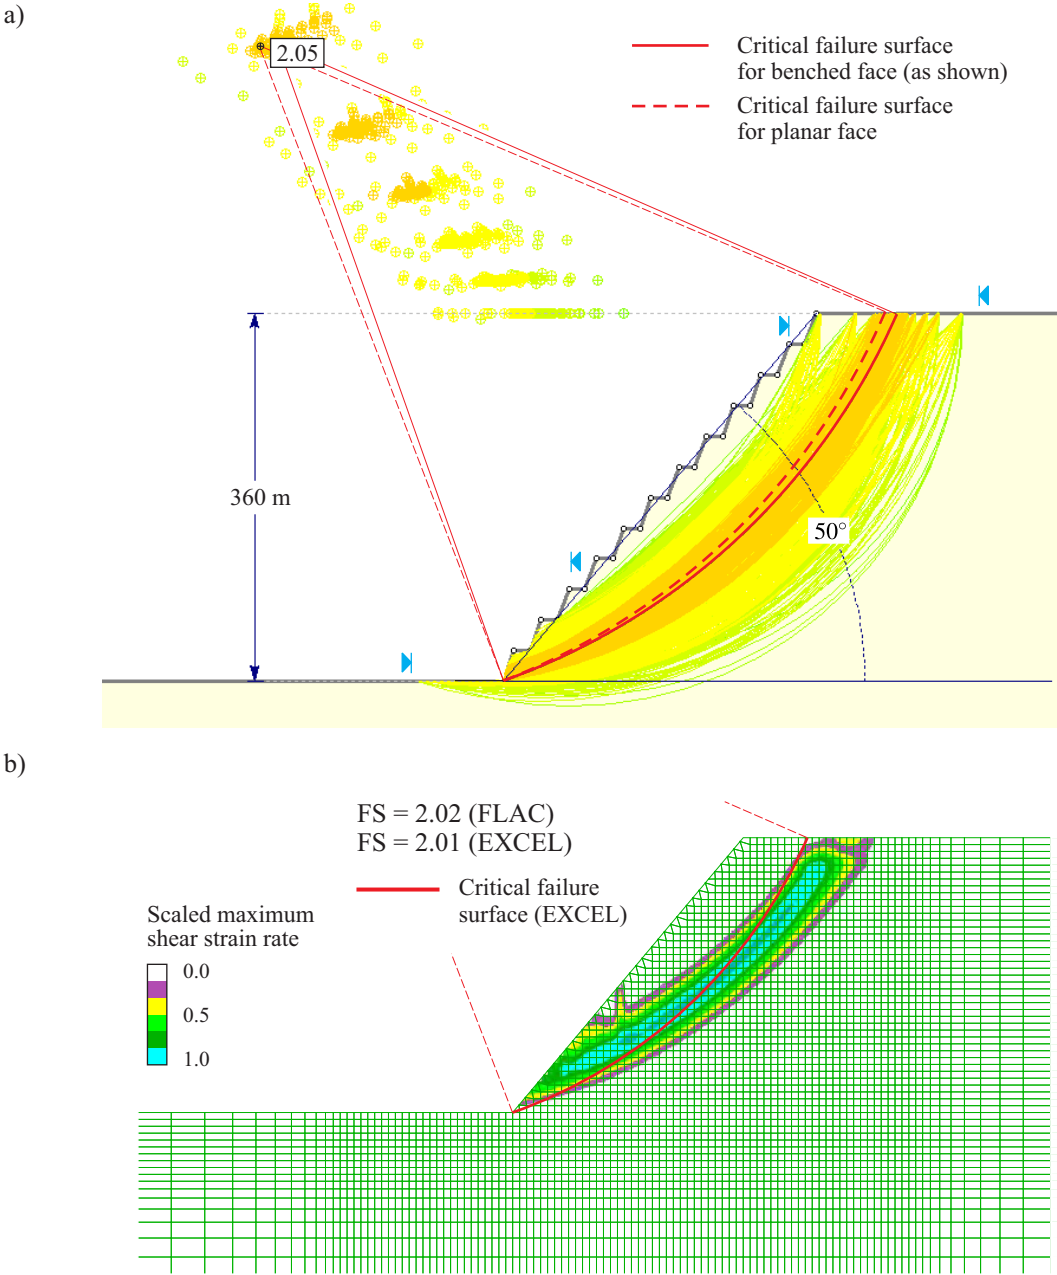 a)
2.05
Critical failure surface
for benched face (as shown)
Critical failure surface
for planar face
360 m
50°
b)
FS = 2.02 (FLAC)
FS = 2.01 (EXCEL)
Critical failure
surface (EXCEL)
Scaled maximum
shear strain rate
0.0
0.5
1.0